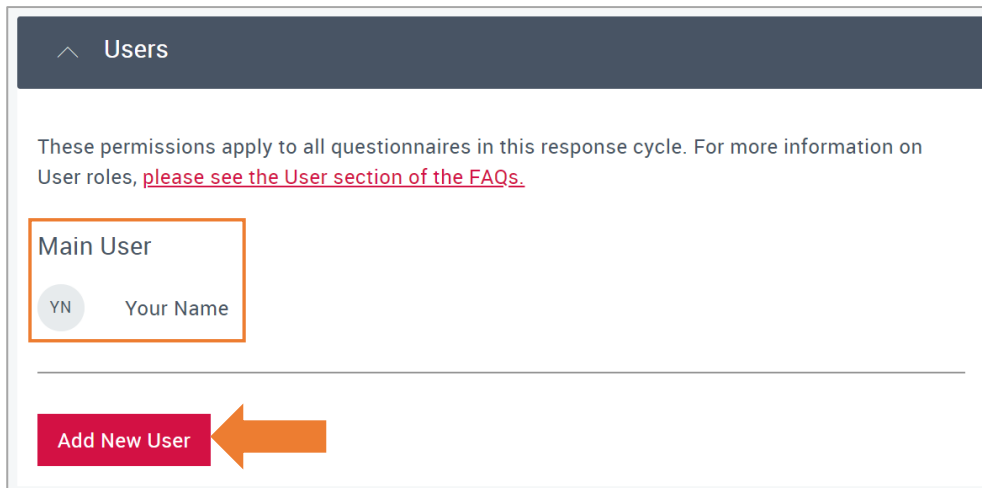 Users
These permissions apply to all questionnaires in this response cycle. For more information on
User roles, please see the User section of the FAQs.
Main User
YN Your Name
Add New User